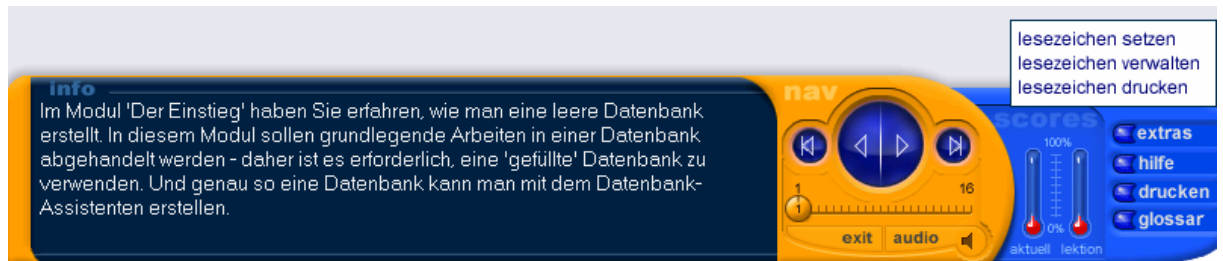 lesezeichen setzen
lesezeichen verwalten
lesezeichen drucken
info
Im Modul 'Der Einstieg' haben Sie erfahren, wie man eine leere Datenbank
erstellt. In diesem Modul sollen grundlegende Arbeiten in einer Datenbank
abgehandelt werden - daher ist es erforderlich, eine 'gefüllte' Datenbank zu
verwenden. Und genau so eine Datenbank kann man mit dem Datenbank-
Assistenten erstellen.
nav
1
16
1
exit
audio
scores
100%
0%
aktuell
lektion
extras
hilfe
drucken
glossar